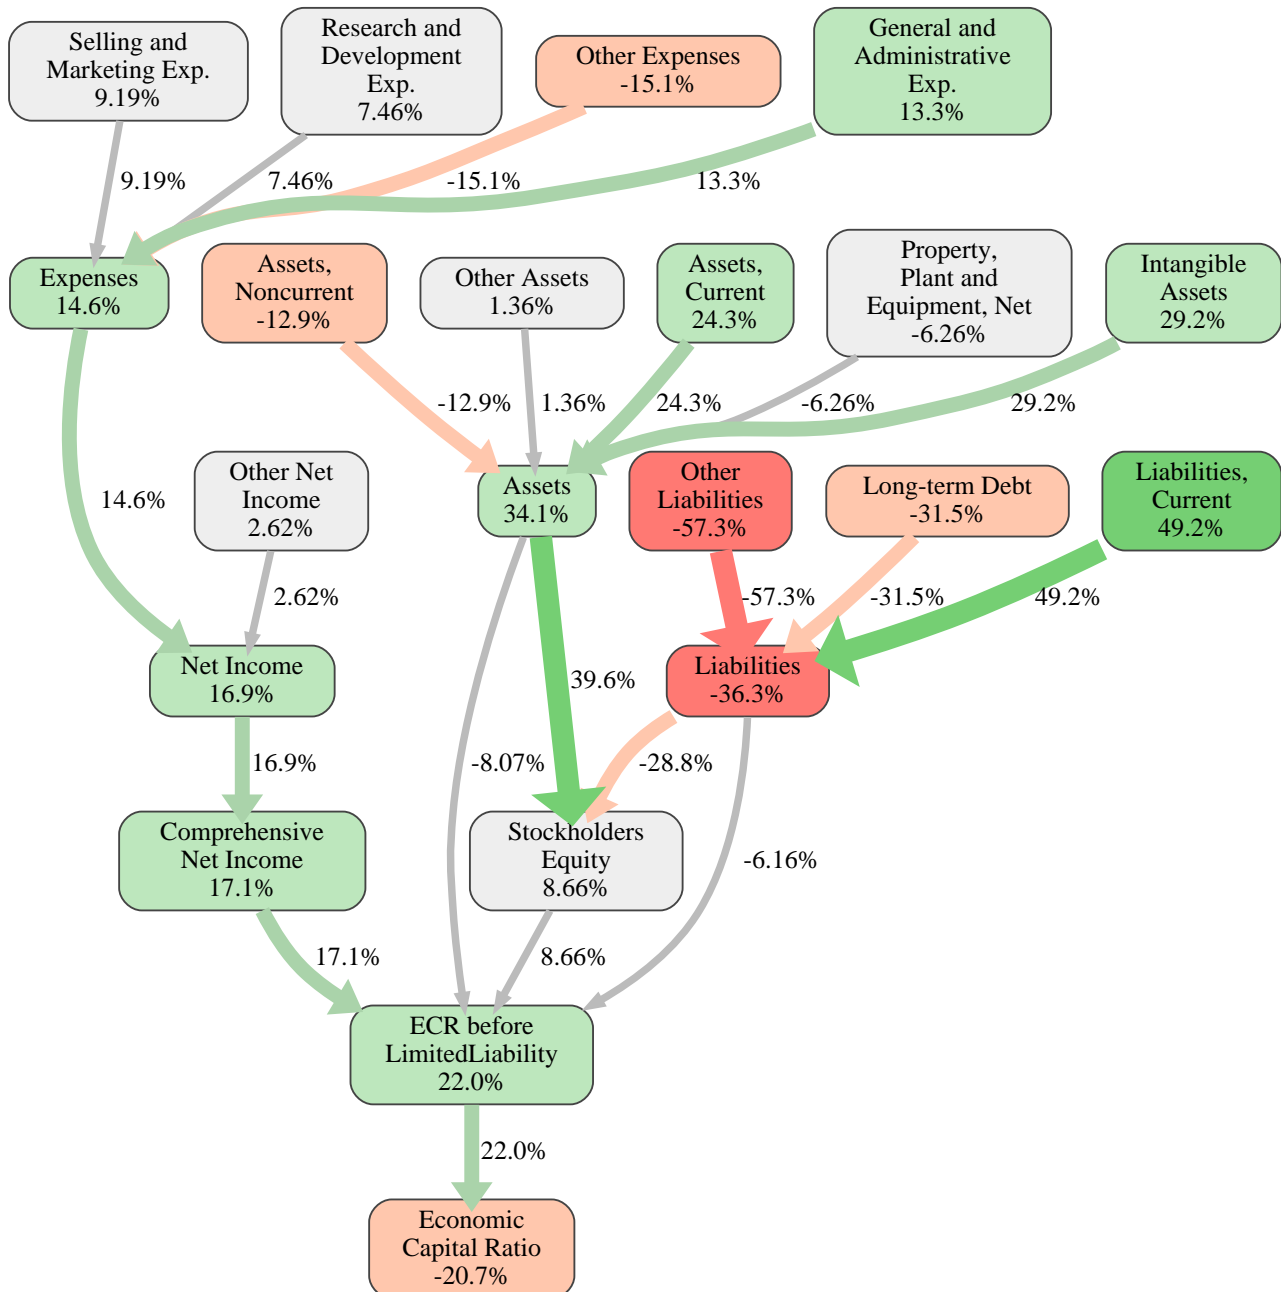 Selling and
Marketing Exp.
9.19%
Research and
Development
Exp.
7.46%
Other Expenses
-15.1%
General and
Administrative
Exp.
13.3%
9.19%
7.46%
-15.1%
13.3%
Expenses
14.6%
Assets,
Noncurrent
-12.9%
Other Assets
1.36%
Assets,
Current
24.3%
Property,
Plant and
Equipment, Net
-6.26%
Intangible
Assets
29.2%
-12.9%
1.36%
24.3%
-6.26%
29.2%
14.6%
Other Net
Income
2.62%
Assets
34.1%
Other
Liabilities
-57.3%
Long-term Debt
-31.5%
Liabilities,
Current
49.2%
2.62%
-57.3%
-31.5%
49.2%
Net Income
16.9%
39.6%
Liabilities
-36.3%
16.9%
-8.07%
-28.8%
Comprehensive
Net Income
17.1%
Stockholders
Equity
8.66%
-6.16%
17.1%
8.66%
ECR before
LimitedLiability
22.0%
22.0%
Economic
Capital Ratio
-20.7%